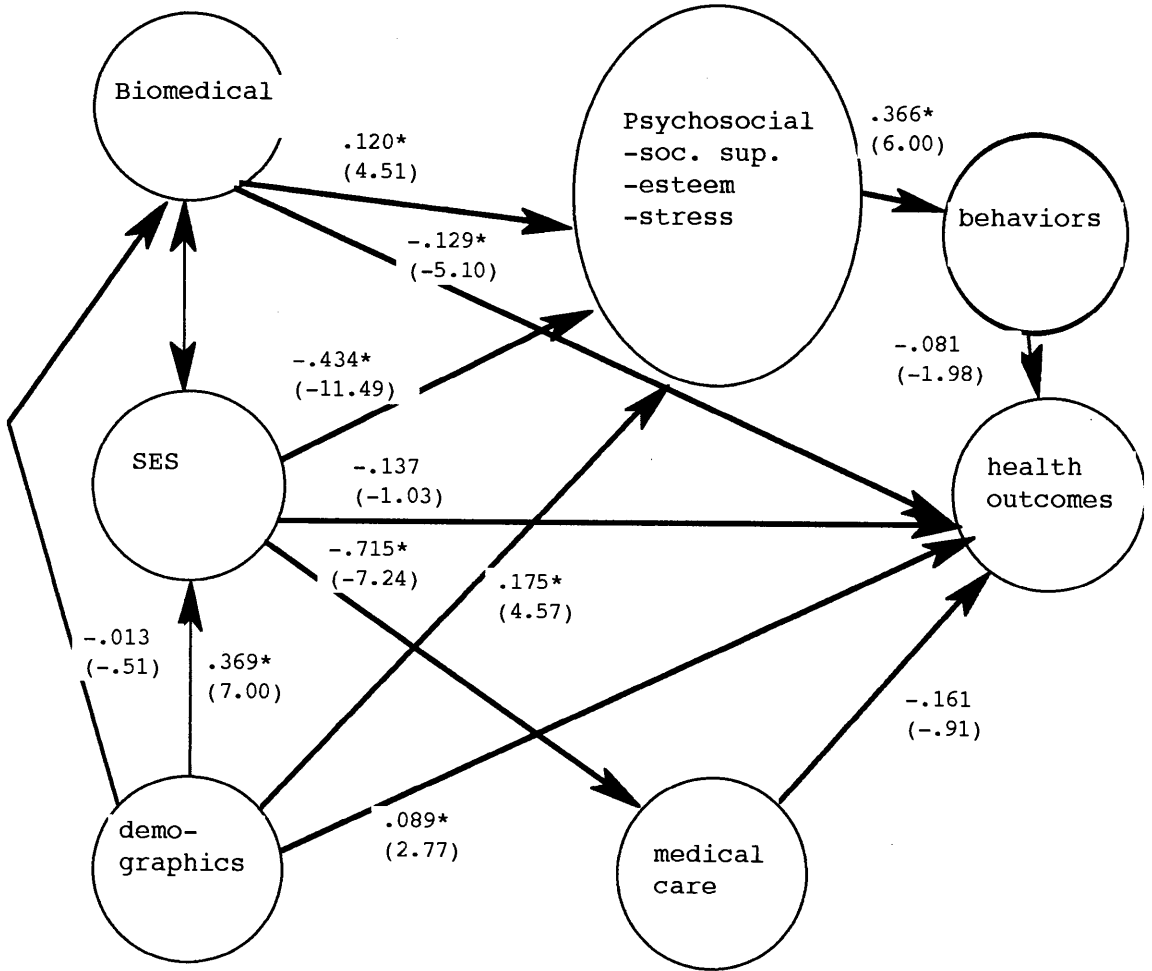 Biomedical
.120*
(4.51)
Psychosocial
-soc. sup.
-esteem
-stress
.366*
(6.00)
behaviors
-.129*
(-5.10)
-.434*
(-11.49)
-.081
(-1.98)
SES
-.137
(-1.03)
health
outcomes
-.715*
(-7.24)
.175*
(4.57)
-.013
(-.51)
.369*
(7.00)
-.161
(-.91)
demo-
graphics
.089*
(2.77)
medical
care